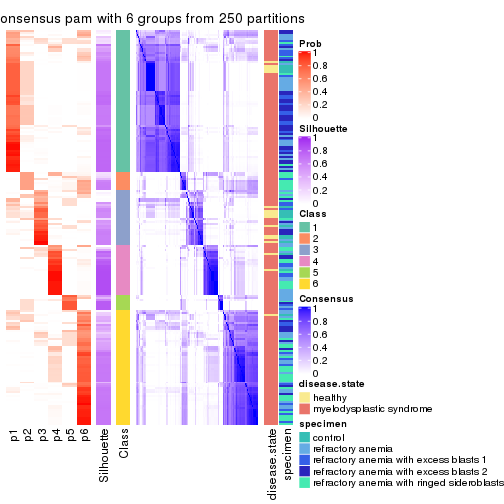 onsensus pam with 6 groups from 250 partitions
Prob
1
0.8
0.6
0.4
0.2
0
Silhouette
1
0.8
0.6
0.4
0.2
0
Class
1
2
3
4
5
6
Consensus
1
0.8
0.6
0.4
0.2
0
disease.state
healthy
myelodysplastic syndrome
specimen
control
refractory anemia
refractory anemia with excess blasts 1
refractory anemia with excess blasts 2
refractory anemia with ringed sideroblasts
p1
p2
p3
p4
p5
p6
Silhouette
Class
disease.state
specimen